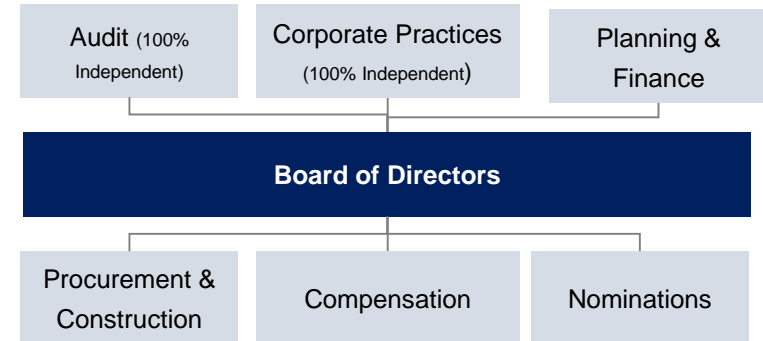 Audit (100%
Independent)
Corporate Practices
(100% Independent)
Planning &
Finance
Board of Directors
Procurement &
Construction
Compensation
Nominations